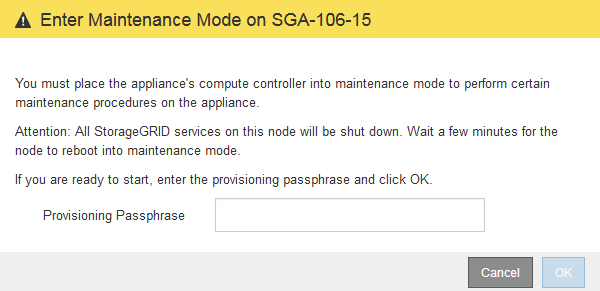 Enter Maintenance Mode on SGA-106-15
You must place the appliance's compute controller into maintenance mode to perform certain
maintenance procedures on the appliance.
Attention: All StorageGRID services on this node will be shut down. Wait a few minutes for the
node to reboot into maintenance mode.
If you are ready to start, enter the provisioning passphrase and click OK.
Provisioning Passphrase
Cancel OK